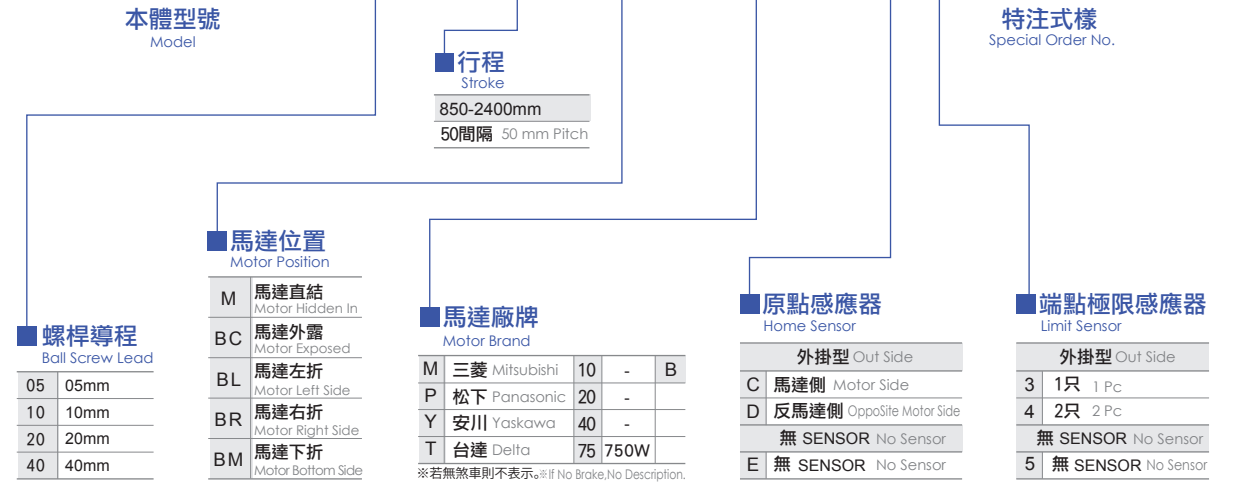 本體型號
Model
特注式樣
Special Order No.
行程
Stroke
850-2400mm
50間隔 50 mm Pitch
螺桿導程
Ball Screw Lead
05 05mm
10 10mm
20 20mm
40 40mm
馬達位置
Motor Position
M 馬達直結
Motor Hidden In
BC 馬達外露
Motor Exposed
BL 馬達左折
Motor Left Side
BR 馬達右折
Motor Right Side
BM 馬達下折
Motor Bottom Side
馬達廠牌
Motor Brand
M 三菱 Mitsubishi 10 - B
P 松下 Panasonic 20 -
Y 安川 Yaskawa 40 -
T 台達 Delta 75 750W
※若無煞車則不表示。※If No Brake,No Description.
原點感應器
Home Sensor
外掛型 Out Side
C 馬達側 Motor Side
D 反馬達側 OppoSite Motor Side
無 SENSOR No Sensor
E 無 SENSOR No Sensor
端點極限感應器
Limit Sensor
外掛型 Out Side
3 1只 1 Pc
4 2只 2 Pc
無 SENSOR No Sensor
5 無 SENSOR No Sensor